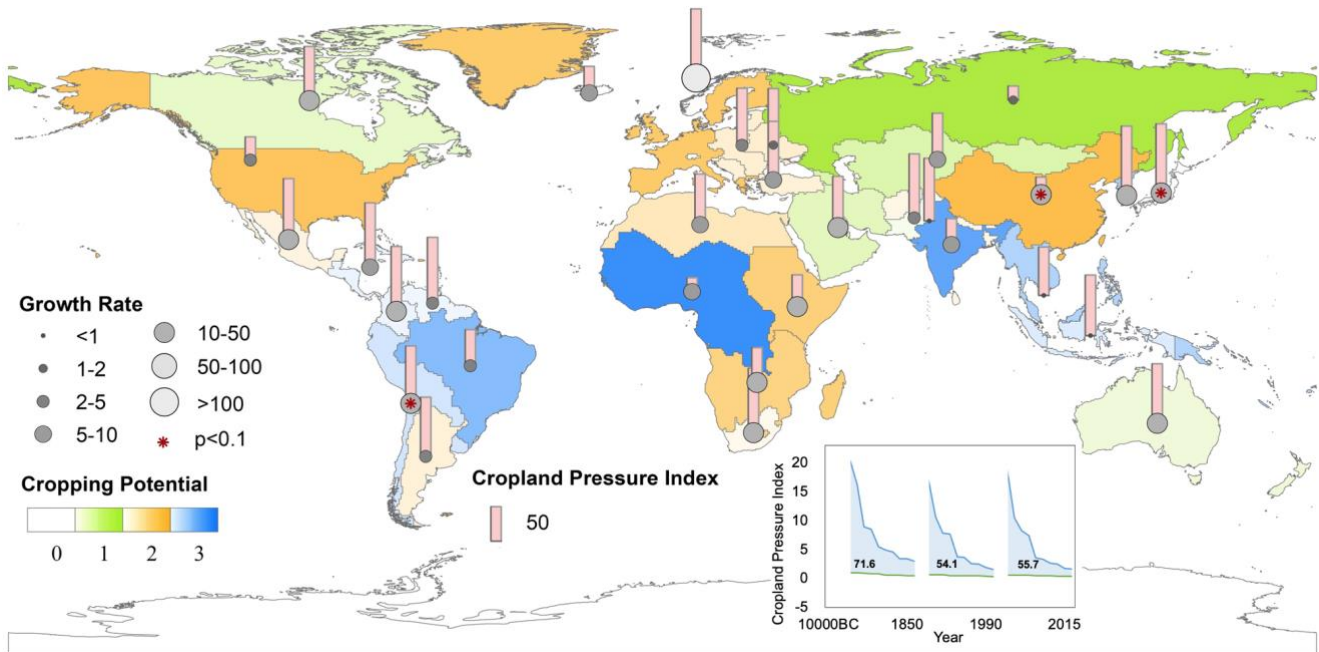 Growth Rate
<1
10-50
1-2
50-100
2-5
>100
5-10
p<0.1
Cropping Potential
0 1 2 3
Cropland Pressure Index
50
Cropland Pressure Index
20
15
10
5
0
-5
71.6
54.1
55.7
10000BC 1850 1990 2015
Year